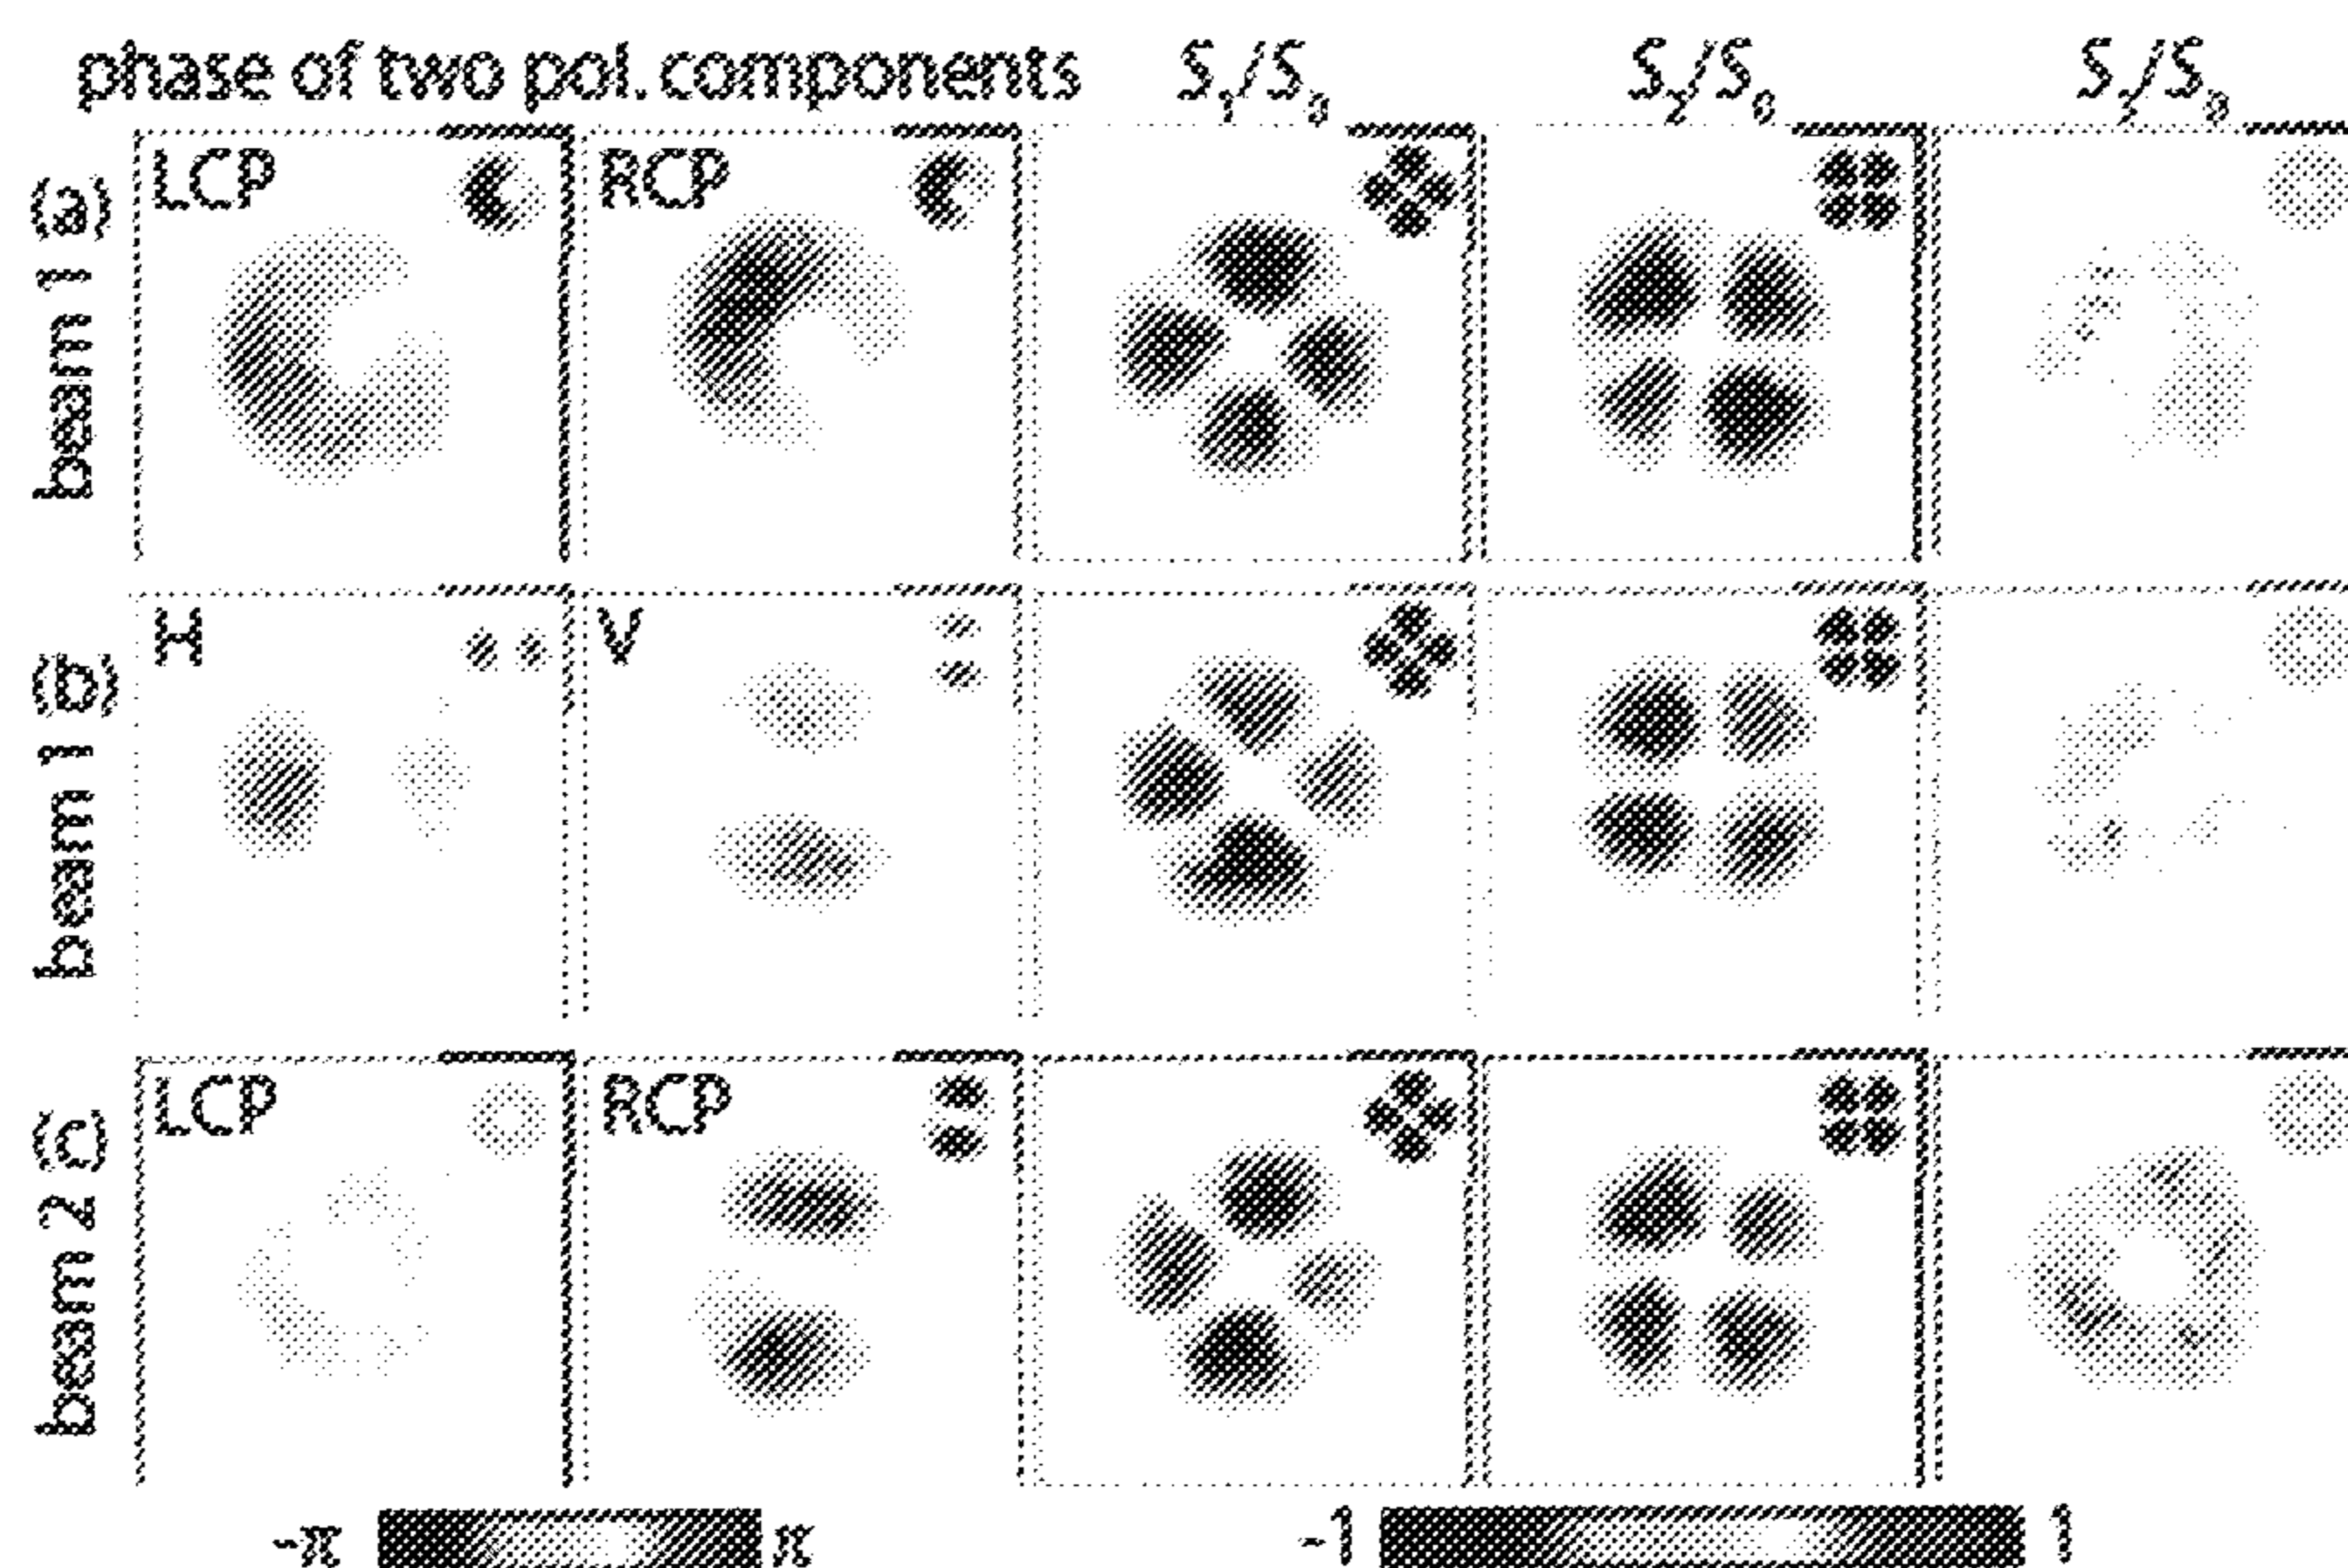 phase of two pol. components S₁/S₀ S₂/S₀ S₃/S₀
(a) beam 1
LCP RCP
(b) beam 1
H V
(c) beam 2
LCP RCP
-π π -1 1